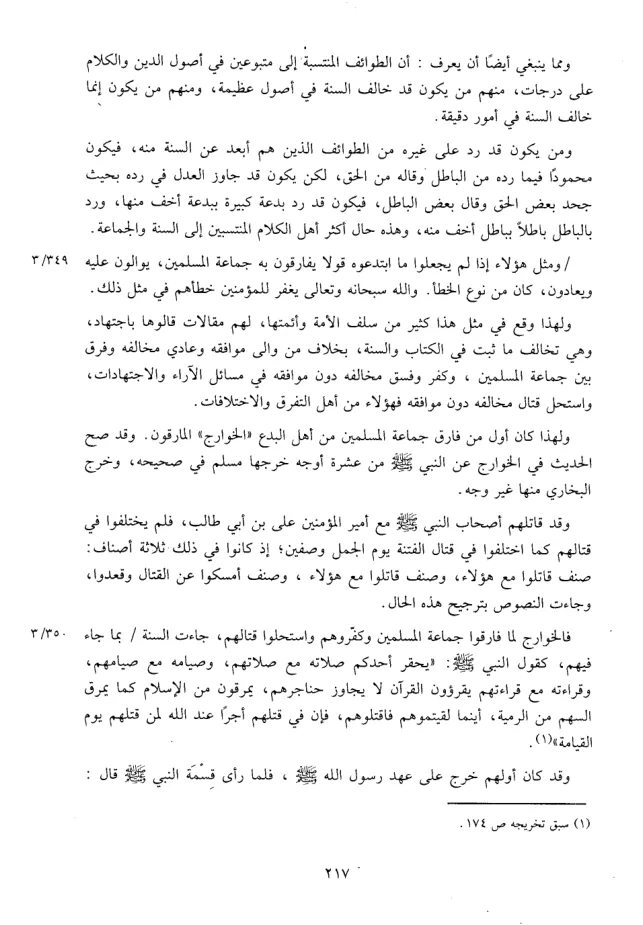 ومما ينبغي أيضًا أن يعرف : أن الطوائف المنتسبة إلى متبوعين في أصول الدين والكلام
على درجات، منهم من يكون قد خالف السنة في أصول عظيمة، ومنهم من يكون إنما
خالف السنة في أمور دقيقة.
ومن يكون قد رد على غيره من الطوائف الذين هم أبعد عن السنة منه، فيكون
محمودًا فيما رده من الباطل وقاله من الحق، لكن يكون قد جاوز العدل في رده بحيث
جحد بعض الحق وقال بعض الباطل، فيكون قد رد بدعة كبيرة ببدعة أخف منها، ورد
بالباطل باطلاً بباطل أخف منه، وهذه حال أكثر أهل الكلام المنتسبين إلى السنة والجماعة.
/ ومثل هؤلاء إذا لم يجعلوا ما ابتدعوه قولا يفارقون به جماعة المسلمين، يوالون عليه ٣/٣٤٩
ويعادون، كان من نوع الخطأ. والله سبحانه وتعالى يغفر للمؤمنين خطأهم في مثل ذلك.
ولهذا وقع في مثل هذا كثير من سلف الأمة وأئمتها، لهم مقالات قالوها باجتهاد،
وهي تخالف ما ثبت في الكتاب والسنة، بخلاف من والى موافقه وعادي مخالفه وفرق
بين جماعة المسلمين ، وكفر وفسق مخالفه دون موافقه في مسائل الآراء والاجتهادات،
واستحل قتال مخالفه دون موافقه فهؤلاء من أهل التفرق والاختلافات.
ولهذا كان أول من فارق جماعة المسلمين من أهل البدع «الخوارج» المارقون. وقد صح
الحديث في الخوارج عن النبي ﷺ من عشرة أوجه خرجها مسلم في صحيحه، وخرج
البخاري منها غير وجه.
وقد قاتلهم أصحاب النبي ﷺ مع أمير المؤمنين على بن أبي طالب، فلم يختلفوا في
قتالهم كما اختلفوا في قتال الفتنة يوم الجمل وصفين؛ إذ كانوا في ذلك ثلاثة أصناف:
صنف قاتلوا مع هؤلاء، وصنف قاتلوا مع هؤلاء ، وصنف أمسكوا عن القتال وقعدوا،
وجاءت النصوص بترجيح هذه الحال.
فالخوارج لما فارقوا جماعة المسلمين وكفّروهم واستحلوا قتالهم، جاءت السنة / بما جاء ٣/٣٥٠
فيهم، كقول النبي ﷺ: «يحقر أحدكم صلاته مع صلاتهم، وصيامه مع صيامهم،
وقراءته مع قراءتهم يقرؤون القرآن لا يجاوز حناجرهم، يمرقون من الإسلام كما يمرق
السهم من الرمية، أينما لقيتموهم فاقتلوهم، فإن في قتلهم أجرًا عند الله لمن قتلهم يوم
القيامة»(١).
وقد كان أولهم خرج على عهد رسول الله ﷺ ، فلما رأى قِسْمَة النبي ﷺ قال :
(١) سبق تخريجه ص ١٧٤.
٢١٧